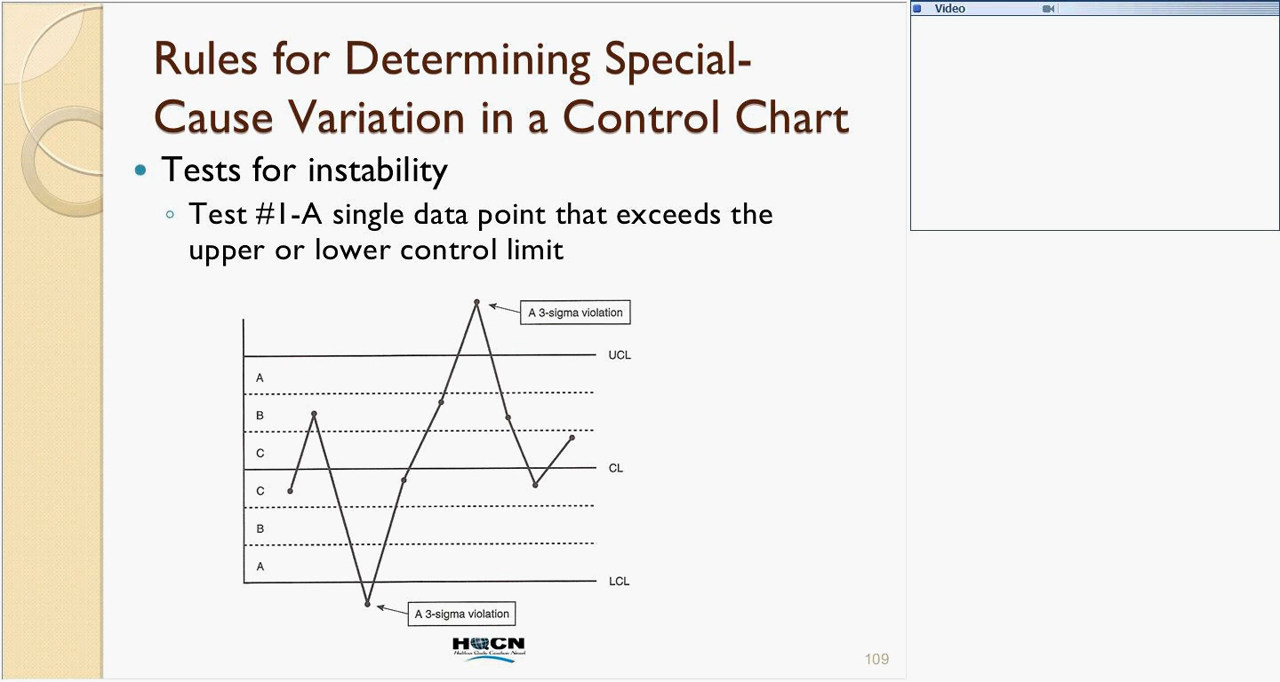 Video
Rules for Determining Special-
Cause Variation in a Control Chart
Tests for instability
Test #1-A single data point that exceeds the
upper or lower control limit
A 3-sigma violation
UCL
A
B
C
CL
C
B
A
LCL
A 3-sigma violation
HQCN
109